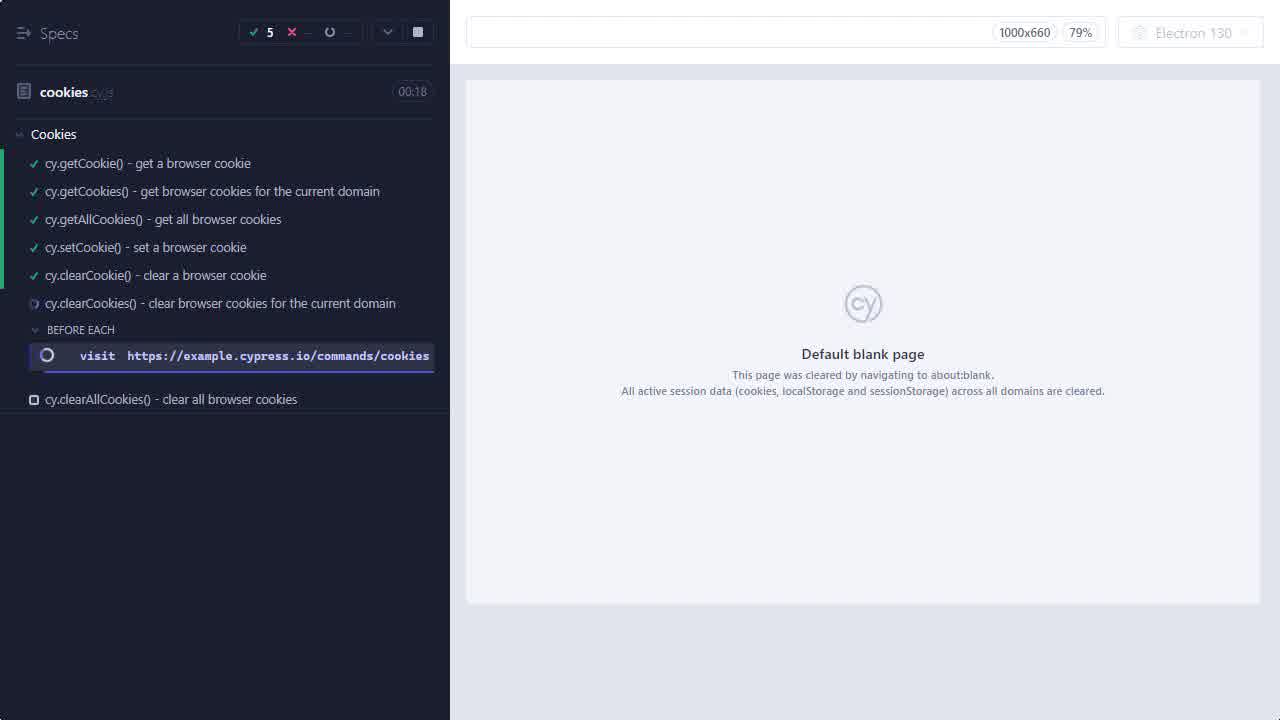 Specs
5
--
--
cookies.cy.js
00:18
Cookies
cy.getCookie() - get a browser cookie
cy.getCookies() - get browser cookies for the current domain
cy.getAllCookies() - get all browser cookies
cy.setCookie() - set a browser cookie
cy.clearCookie() - clear a browser cookie
cy.clearCookies() - clear browser cookies for the current domain
BEFORE EACH
visit https://example.cypress.io/commands/cookies
cy.clearAllCookies() - clear all browser cookies
1000x660
79%
Electron 130
cy
Default blank page
This page was cleared by navigating to about:blank.
All active session data (cookies, localStorage and sessionStorage) across all domains are cleared.